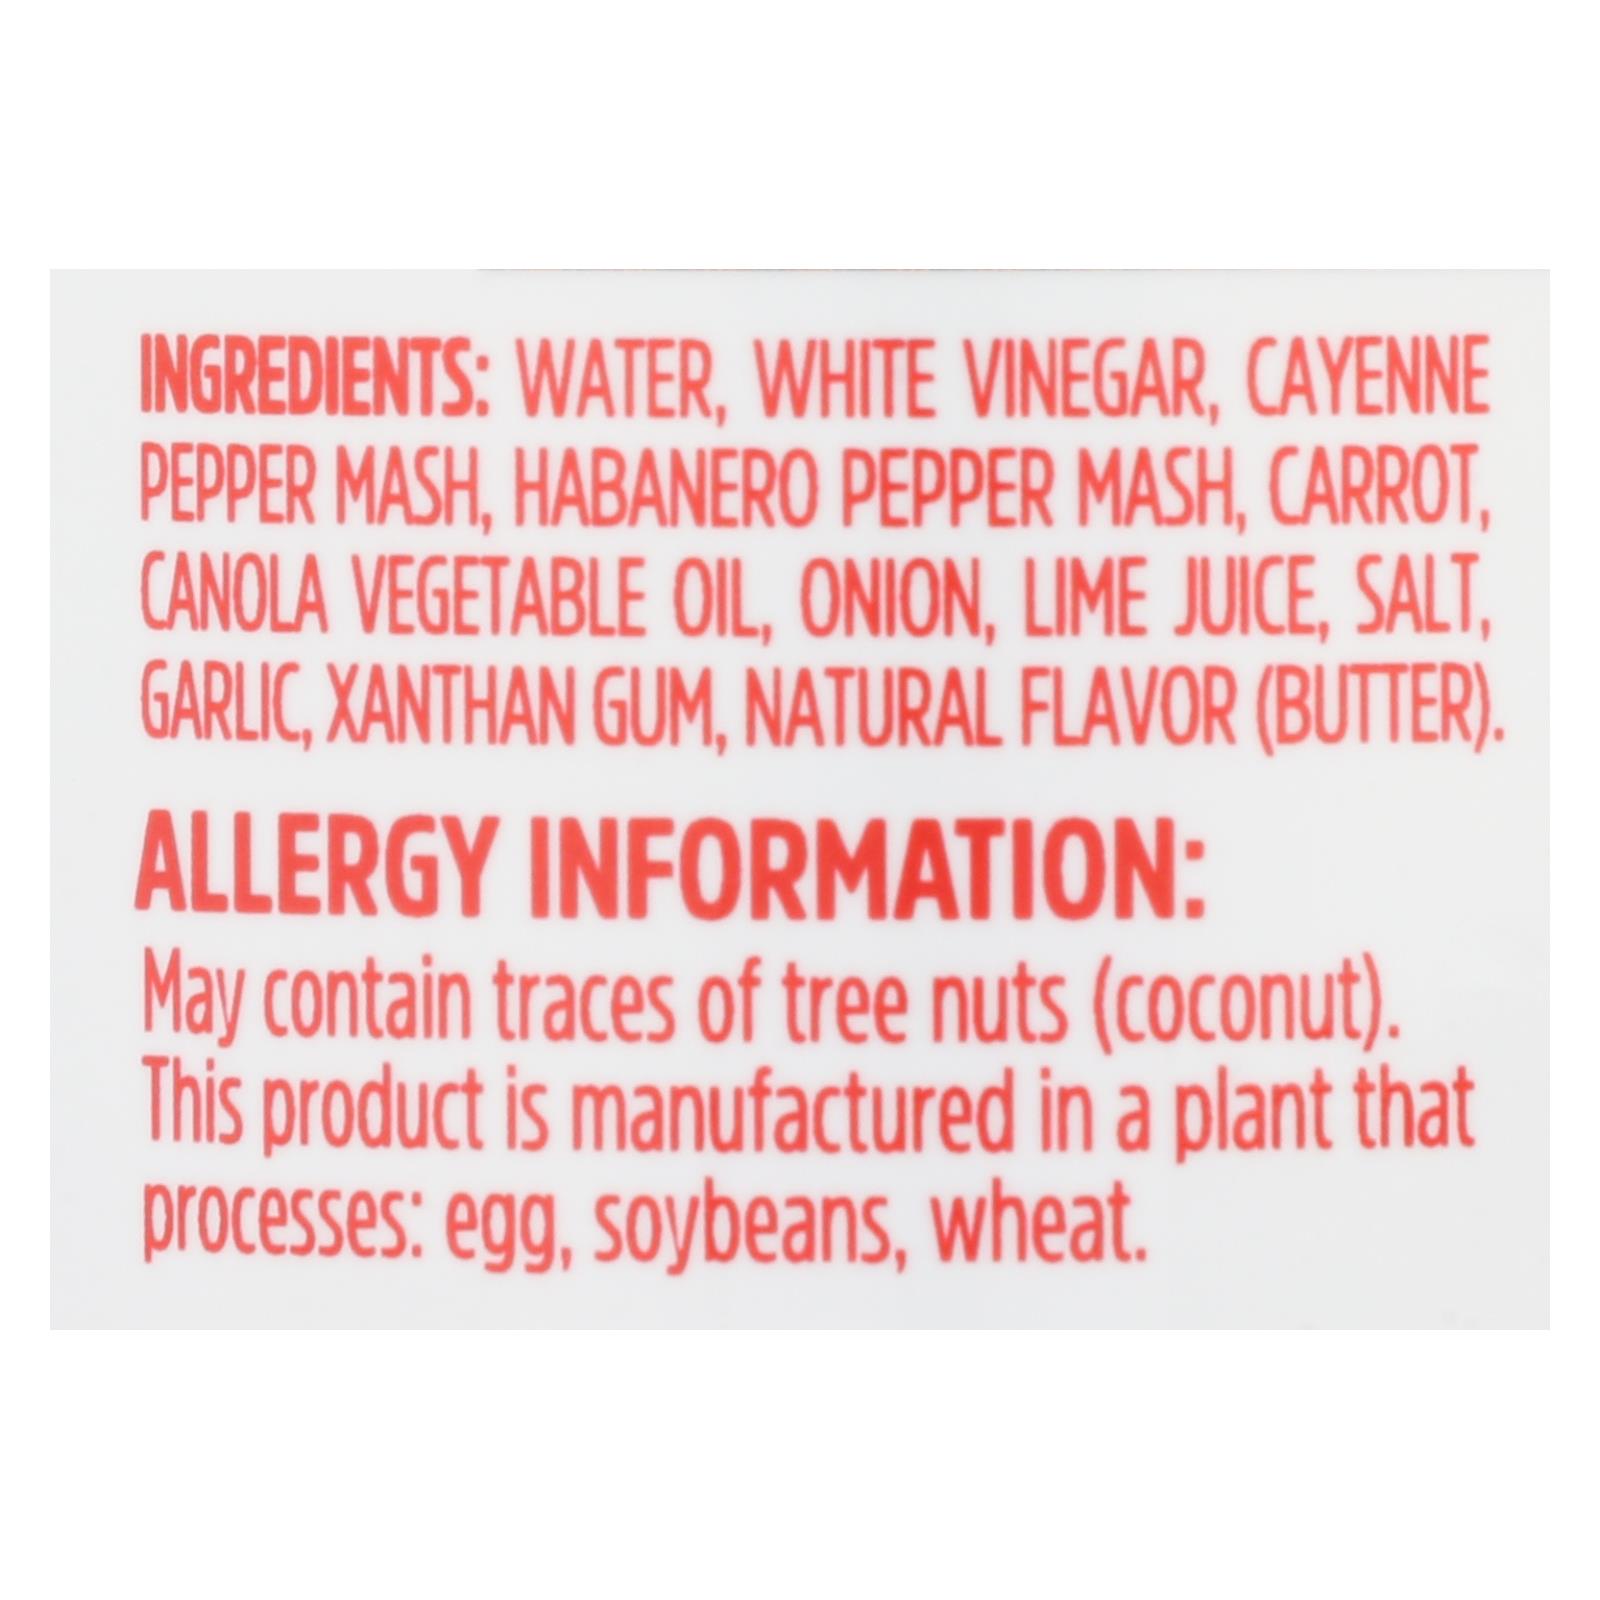 INGREDIENTS: WATER, WHITE VINEGAR, CAYENNE
PEPPER MASH, HABANERO PEPPER MASH, CARROT,
CANOLA VEGETABLE OIL, ONION, LIME JUICE, SALT,
GARLIC, XANTHAN GUM, NATURAL FLAVOR (BUTTER).
ALLERGY INFORMATION:
May contain traces of tree nuts (coconut).
This product is manufactured in a plant that
processes: egg, soybeans, wheat.